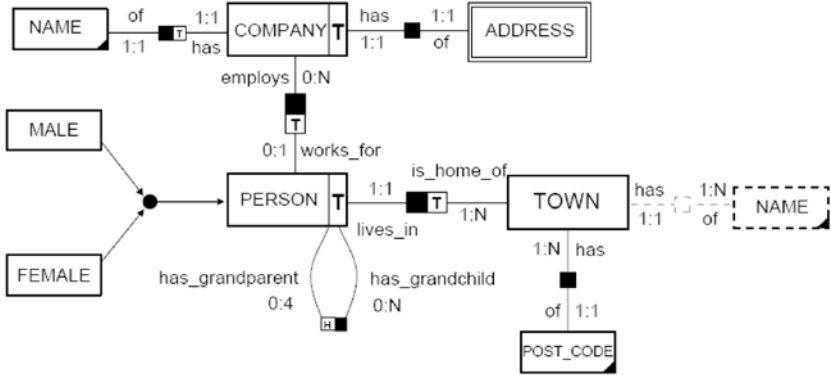 of 1:1 has 1:1
NAME T COMPANY T ADDRESS
1:1 has 1:1 of
employs 0:N
MALE T
0:1 works_for is_home_of
PERSON T 1:1 T TOWN has 1:N NAME
lives_in 1:N 1:1 of
FEMALE has_grandparent has_grandchild 1:N has
0:4 0:N
H of 1:1
POST_CODE